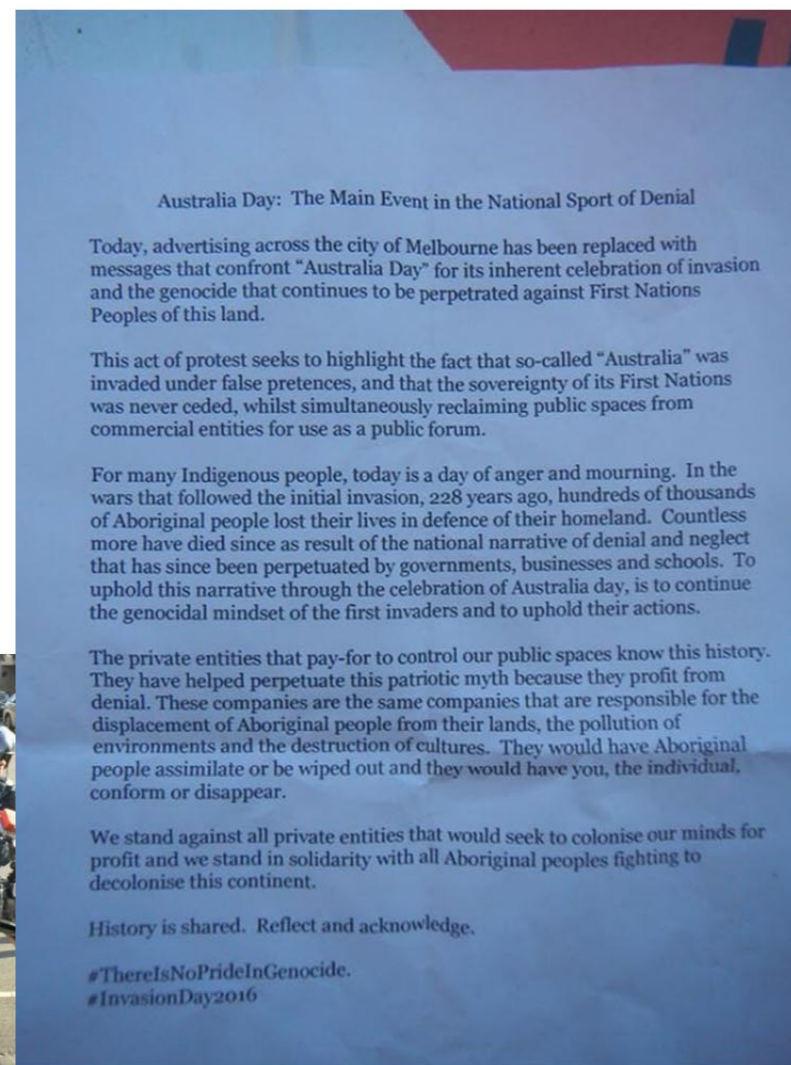 Australia Day: The Main Event in the National Sport of Denial
Today, advertising across the city of Melbourne has been replaced with
messages that confront “Australia Day” for its inherent celebration of invasion
and the genocide that continues to be perpetrated against First Nations
Peoples of this land.
This act of protest seeks to highlight the fact that so-called “Australia” was
invaded under false pretences, and that the sovereignty of its First Nations
was never ceded, whilst simultaneously reclaiming public spaces from
commercial entities for use as a public forum.
For many Indigenous people, today is a day of anger and mourning. In the
wars that followed the initial invasion, 228 years ago, hundreds of thousands
of Aboriginal people lost their lives in defence of their homeland. Countless
more have died since as result of the national narrative of denial and neglect
that has since been perpetuated by governments, businesses and schools. To
uphold this narrative through the celebration of Australia day, is to continue
the genocidal mindset of the first invaders and to uphold their actions.
The private entities that pay-for to control our public spaces know this history.
They have helped perpetuate this patriotic myth because they profit from
denial. These companies are the same companies that are responsible for the
displacement of Aboriginal people from their lands, the pollution of
environments and the destruction of cultures. They would have Aboriginal
people assimilate or be wiped out and they would have you, the individual,
conform or disappear.
We stand against all private entities that would seek to colonise our minds for
profit and we stand in solidarity with all Aboriginal peoples fighting to
decolonise this continent.
History is shared. Reflect and acknowledge.
#ThereIsNoPrideInGenocide.
#InvasionDay2016